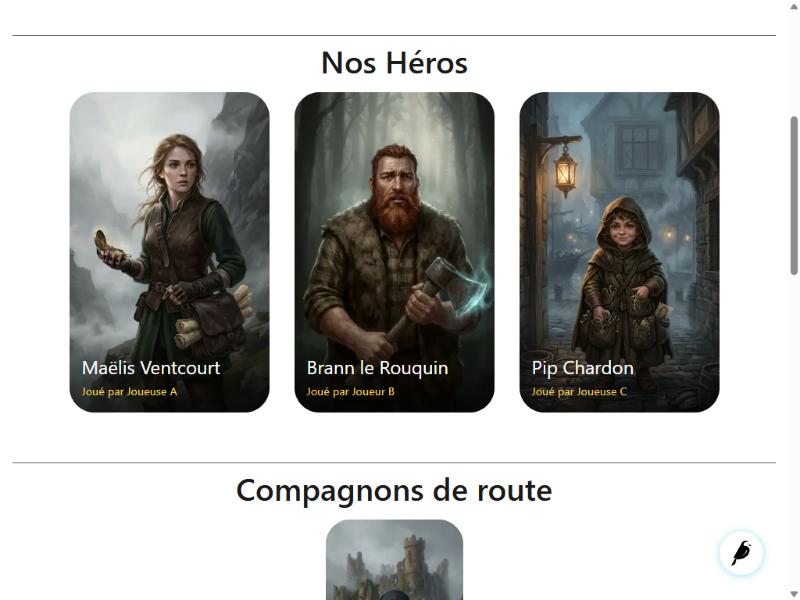 Nos Héros
Maëlis Ventcourt
Joué par Joueuse A
Brann le Rouquin
Joué par Joueur B
Pip Chardon
Joué par Joueuse C
Compagnons de route